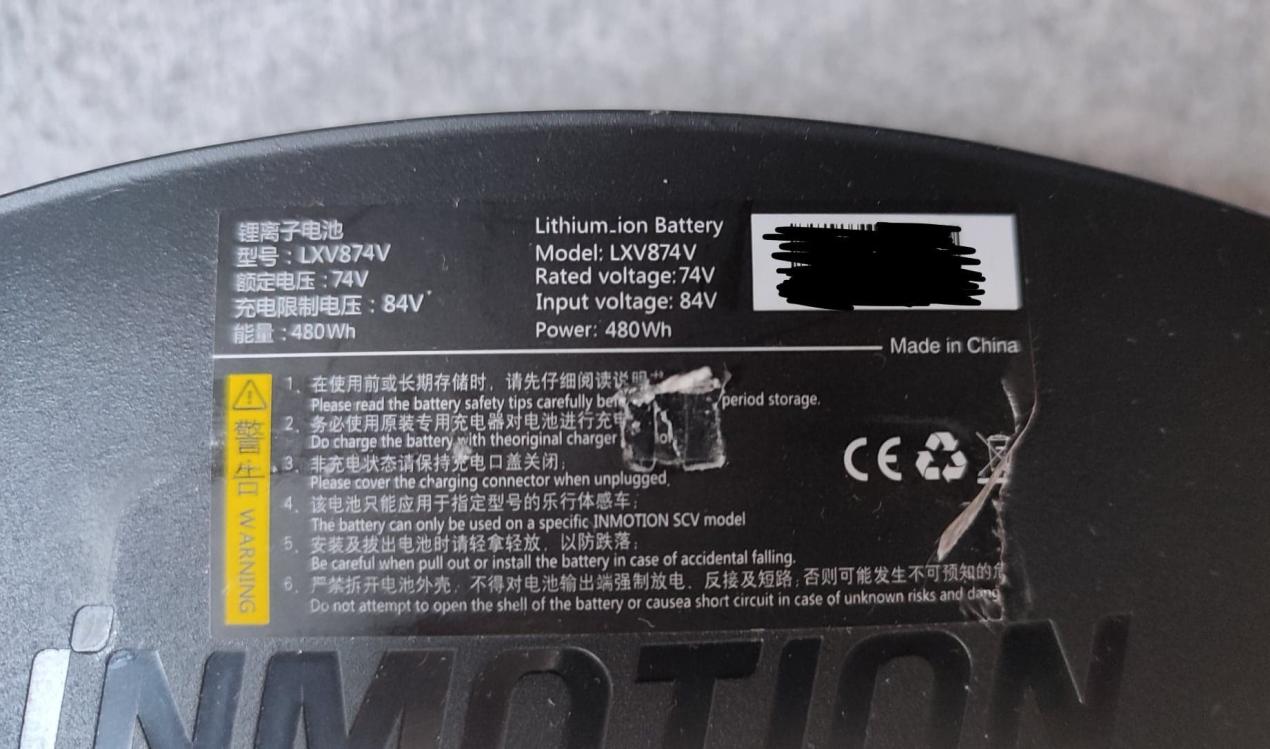 锂离子电池
型号：LXV874V
额定电压：74V
充电限制电压：84V
能量：480Wh
Lithium_ion Battery
Model: LXV874V
Rated voltage:74V
Input voltage: 84V
Power: 480Wh
Made in China
警告 WARNING
1、在使用前或长期存储时，请先仔细阅读说明
Please read the battery safety tips carefully period storage.
2、务必使用原装专用充电器对电池进行充
Do charge the battery with theoriginal charger
3、非充电状态请保持充电口盖关闭；
Please cover the charging connector when unplugged,
4、该电池只能应用于指定型号的乐行体感车；
The battery can only be used on a specific INMOTION SCV model
5、安装及拔出电池时请轻拿轻放，以防跌落；
Be careful when pull out or install the battery in case of accidental falling.
6、严禁拆开电池外壳，不得对电池输出端强制放电、反接及短路，否则可能发生不可预知的
Do not attempt to open the shell of the battery or causea short circuit in case of unknown risks and
CE
iNMOTION